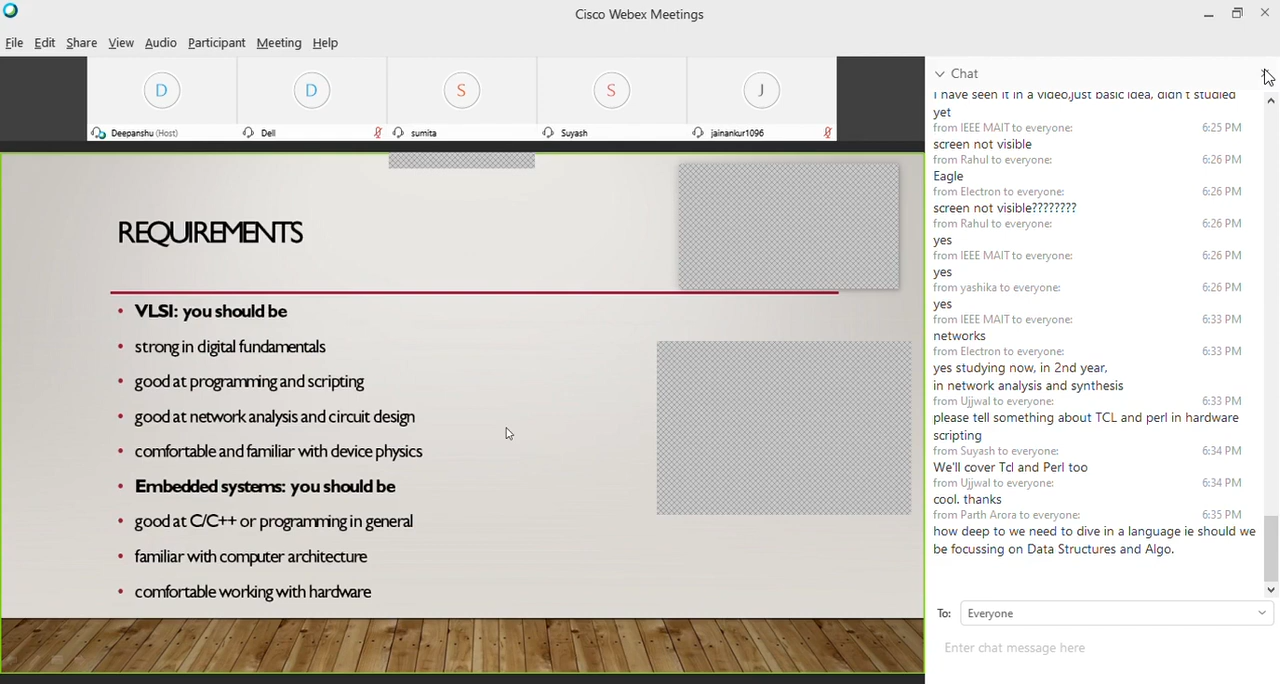 Cisco Webex Meetings
File Edit Share View Audio Participant Meeting Help
D D S S J
Deepanshu (Host) Dell sumita Suyash jainankur1096
REQUIREMENTS
• VLSI: you should be
• strong in digital fundamentals
• good at programming and scripting
• good at network analysis and circuit design
• comfortable and familiar with device physics
• Embedded systems: you should be
• good at C/C++ or programming in general
• familiar with computer architecture
• comfortable working with hardware
Chat
I have seen it in a video,just basic idea, didn't studied
yet
from IEEE MAIT to everyone: 6:25 PM
screen not visible
from Rahul to everyone: 6:26 PM
Eagle
from Electron to everyone: 6:26 PM
screen not visible????????
from Rahul to everyone: 6:26 PM
yes
from IEEE MAIT to everyone: 6:26 PM
yes
from yashika to everyone: 6:26 PM
yes
from IEEE MAIT to everyone: 6:33 PM
networks
from Electron to everyone: 6:33 PM
yes studying now, in 2nd year,
in network analysis and synthesis
from Ujjwal to everyone: 6:33 PM
please tell something about TCL and perl in hardware
scripting
from Suyash to everyone: 6:34 PM
We'll cover Tcl and Perl too
from Ujjwal to everyone: 6:34 PM
cool. thanks
from Parth Arora to everyone: 6:35 PM
how deep to we need to dive in a language ie should we
be focussing on Data Structures and Algo.
To: Everyone
Enter chat message here